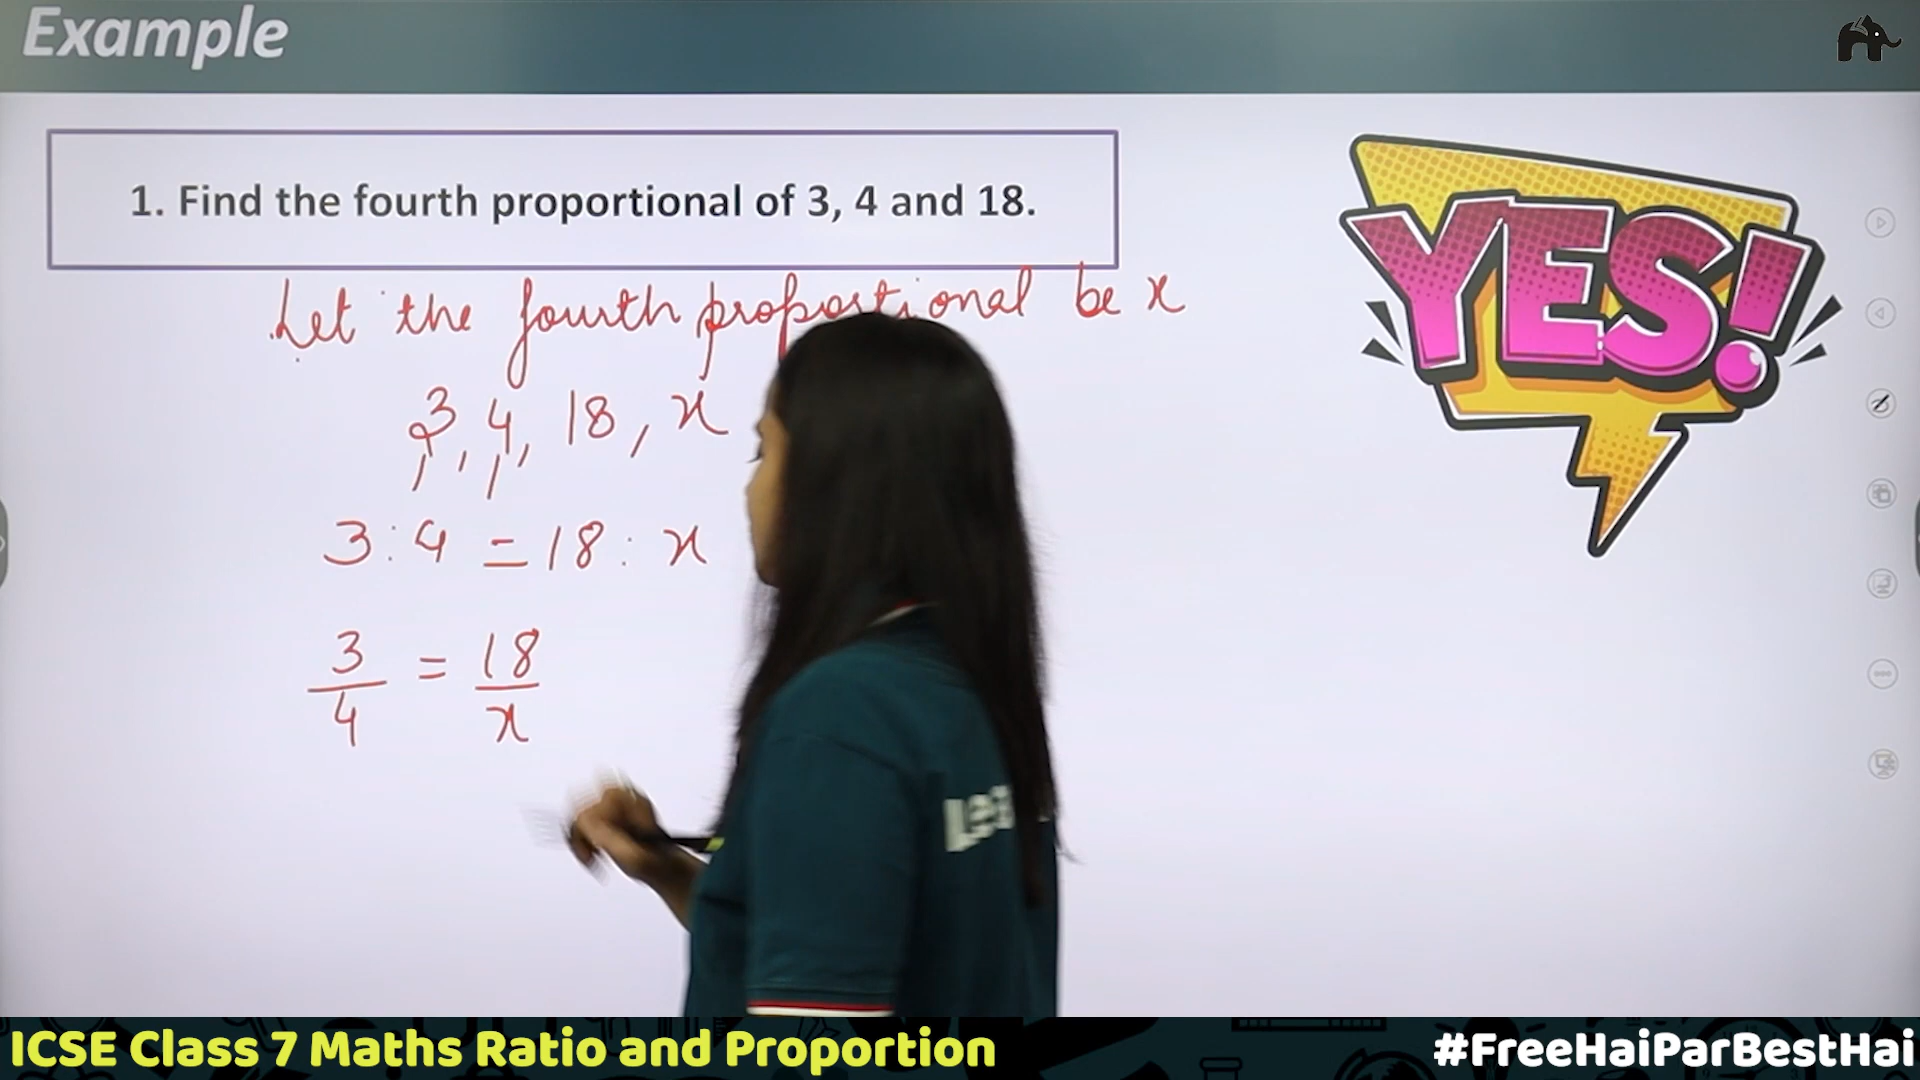 Example
1. Find the fourth proportional of 3, 4 and 18.
YES!
Let the fourth proportional be x
3, 4, 18, x
3 : 4 = 18 : x
3/4 = 18/x
Lea
ICSE Class 7 Maths Ratio and Proportion
#FreeHaiParBestHai